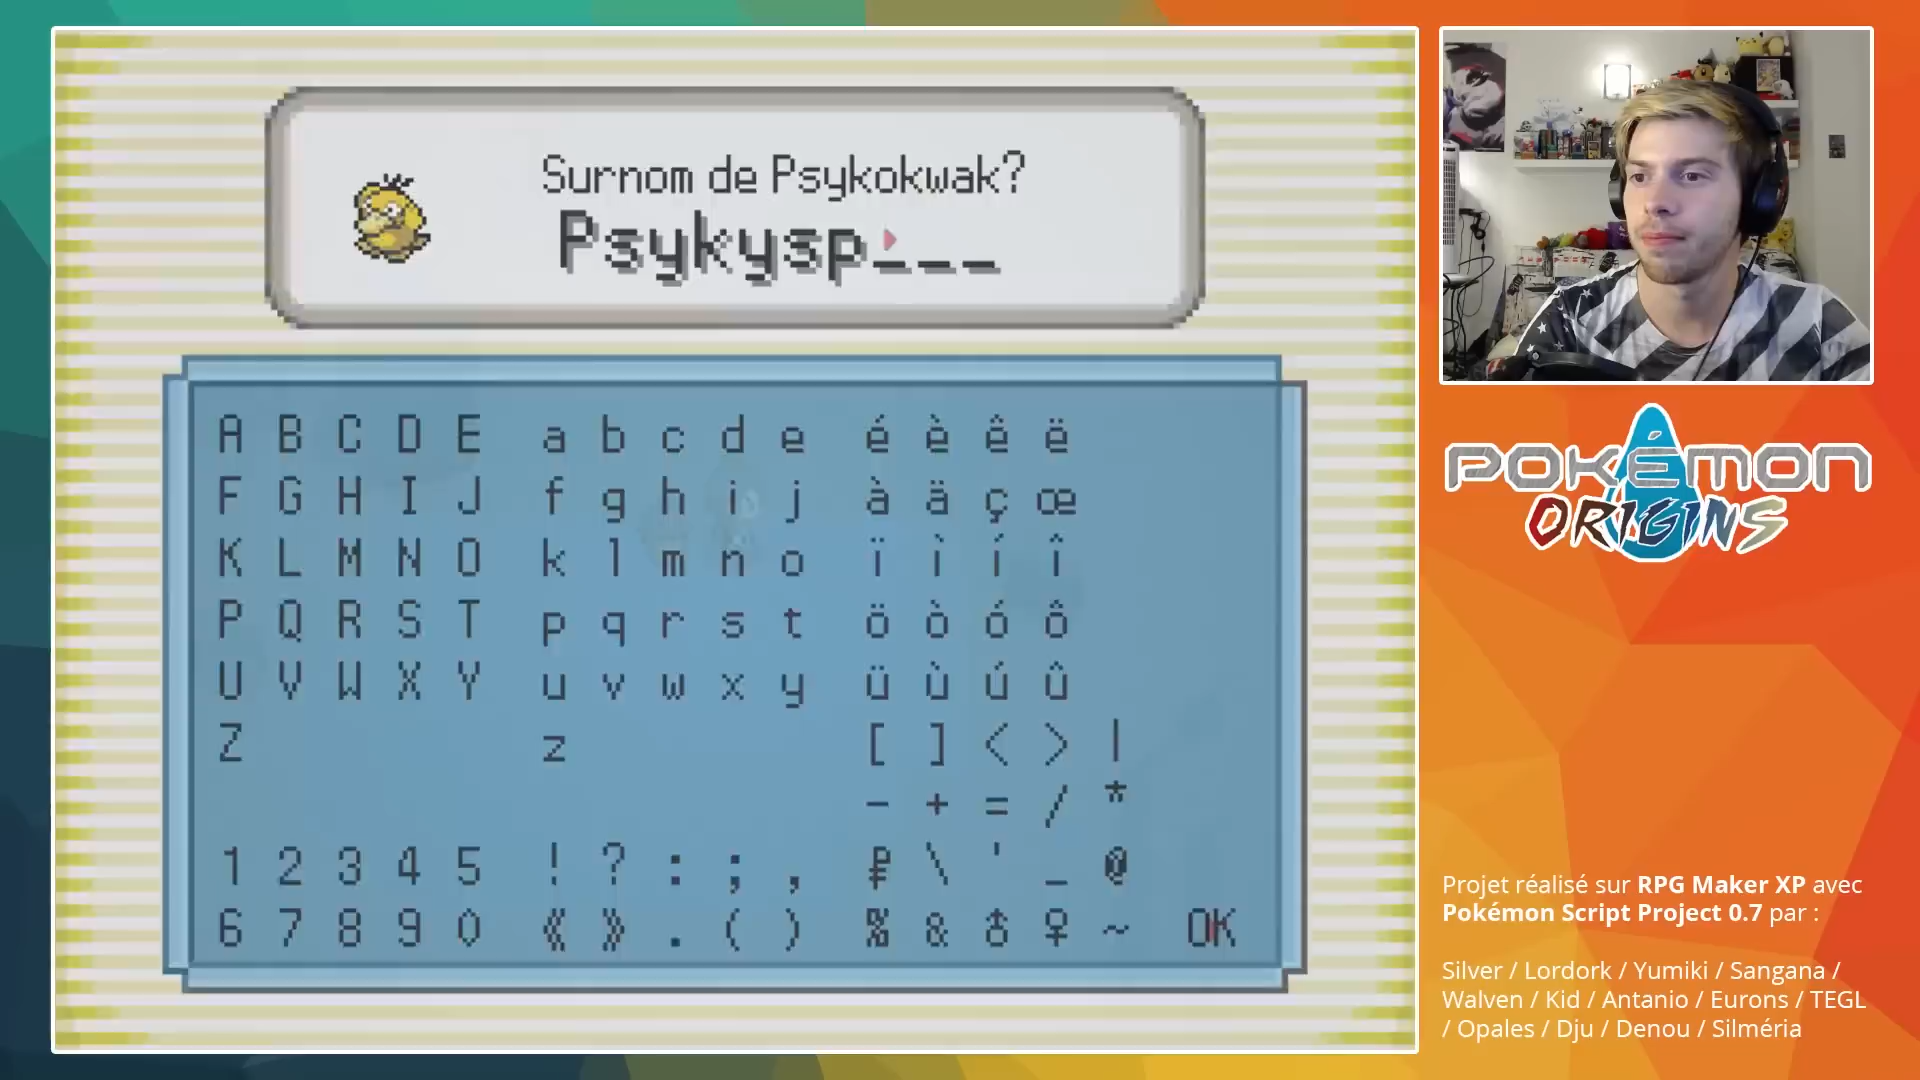 Surnom de Psykokwak?
Psykysp___
A B C D E a b c d e é è ê ë
F G H I J f g h i j à ä ç œ
K L M N O k l m n o ï ì í î
P Q R S T p q r s t ö ò ó ô
U V W X Y u v w x y ü ù ú û
Z z [ ] < > |
- + = / *
1 2 3 4 5 ! ? : ; , ₽ \ ' _ @
6 7 8 9 0 « » . ( ) % & ♂ ♀ ~ OK
POKÉMON
ORIGINS
Projet réalisé sur RPG Maker XP avec
Pokémon Script Project 0.7 par :
Silver / Lordork / Yumiki / Sangana /
Walven / Kid / Antanio / Eurons / TEGL
/ Opales / Dju / Denou / Silméria